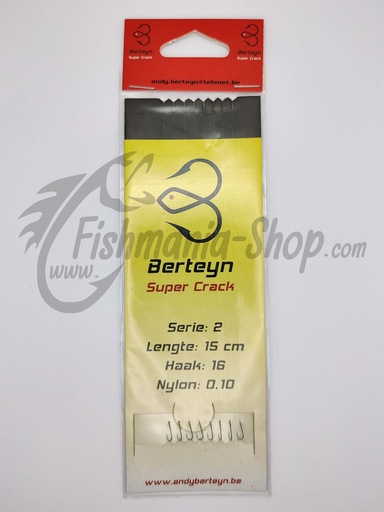 Berteyn
Super Crack
andy.berteyn@telenet.be
www.Fishmania-Shop.com
Berteyn
Super Crack
Serie: 2
Lengte: 15 cm
Haak: 16
Nylon: 0.10
www.andyberteyn.be